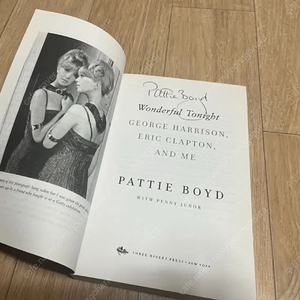 Pattie Boyd
Wonderful Tonight
GEORGE HARRISON,
ERIC CLAPTON,
AND ME
PATTIE BOYD
WITH PENNY JUNOR
THREE RIVERS PRESS • NEW YORK